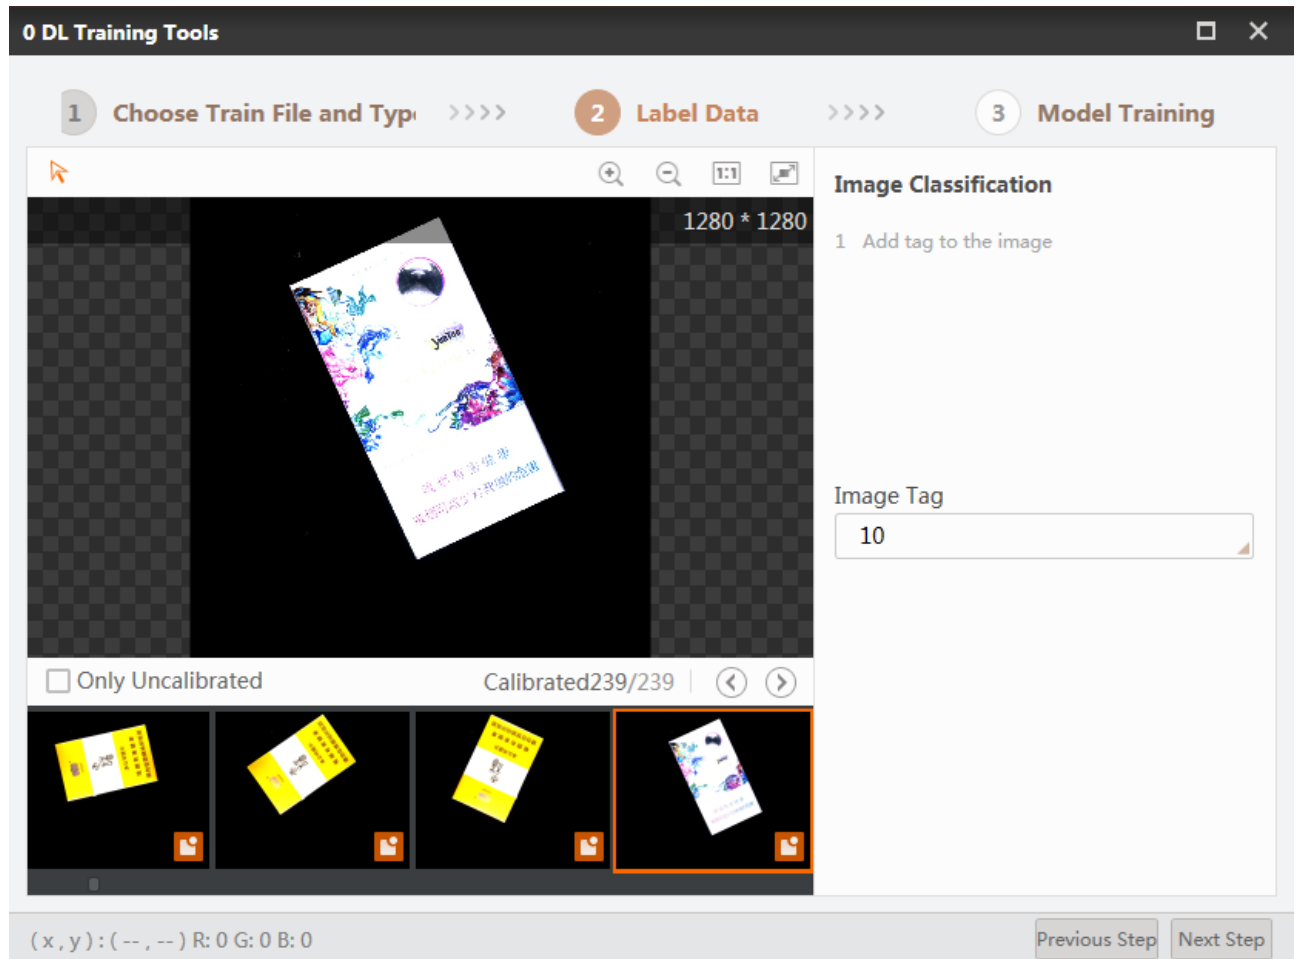 0 DL Training Tools
1 Choose Train File and Typ
>>>>
2 Label Data
>>>>
3 Model Training
1:1
1280 * 1280
Image Classification
1 Add tag to the image
Image Tag
10
Only Uncalibrated
Calibrated239/239
(x,y):(--,--) R: 0 G: 0 B: 0
Previous Step
Next Step